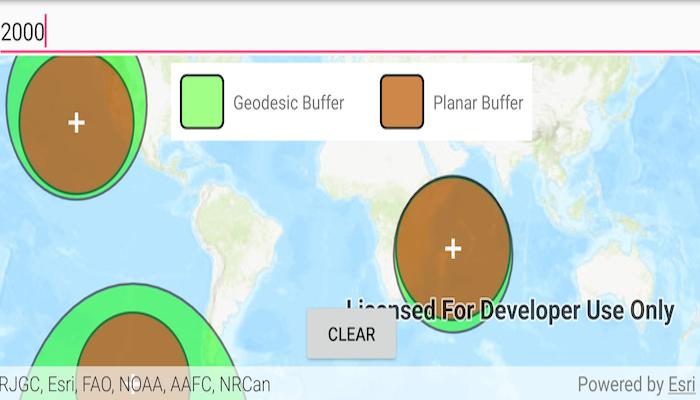 2000
Geodesic Buffer
Planar Buffer
Licensed For Developer Use Only
CLEAR
RJGC, Esri, FAO, NOAA, AAFC, NRCan
Powered by Esri